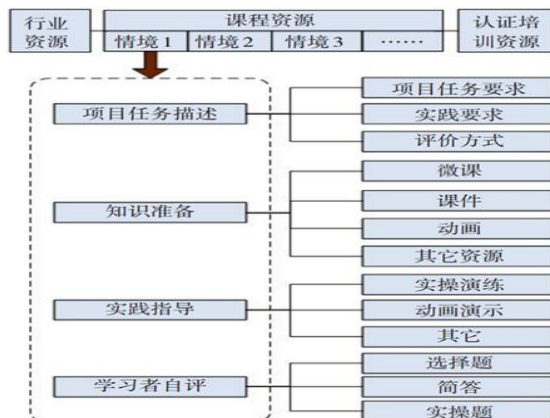 行业资源
课程资源
情境1
情境2
情境3
……
认证培训资源
项目任务描述
项目任务要求
实践要求
评价方式
知识准备
微课
课件
动画
其它资源
实践指导
实操演练
动画演示
其它
学习者自评
选择题
简答
实操题